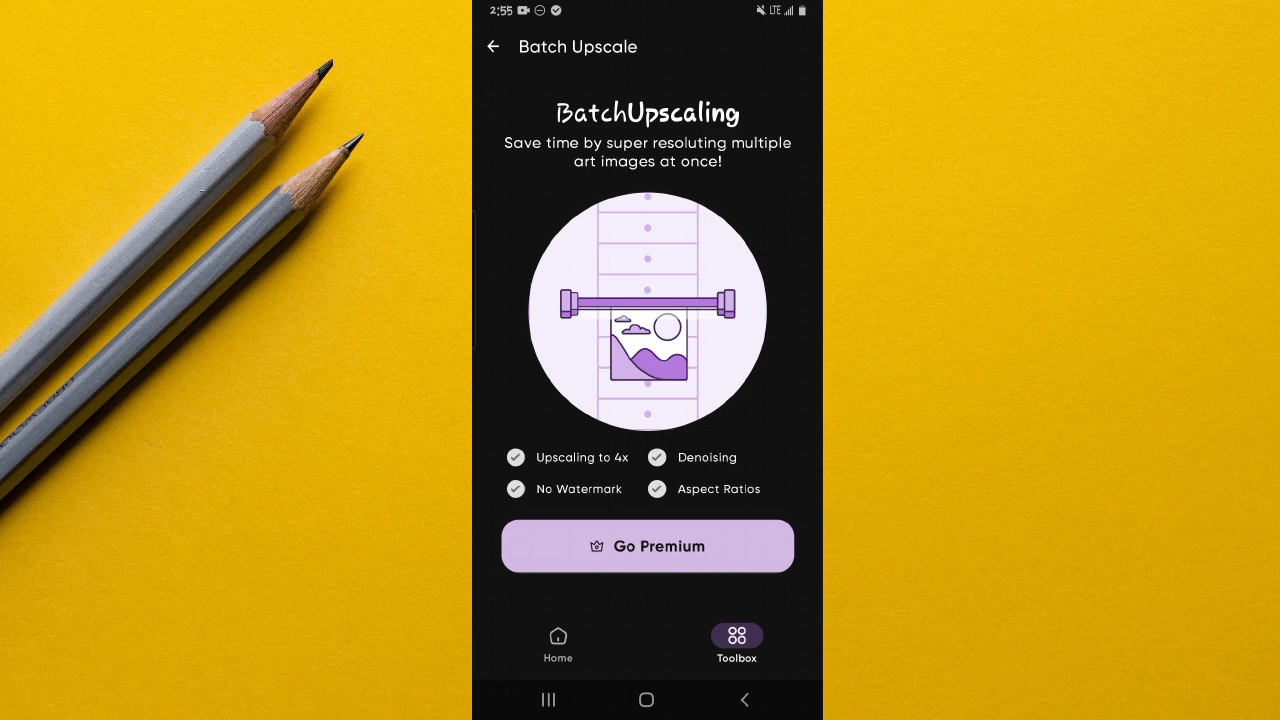 2:55
LTE
Batch Upscale
BatchUpscaling
Save time by super resoluting multiple
art images at once!
Upscaling to 4x
Denoising
No Watermark
Aspect Ratios
Go Premium
Home
Toolbox